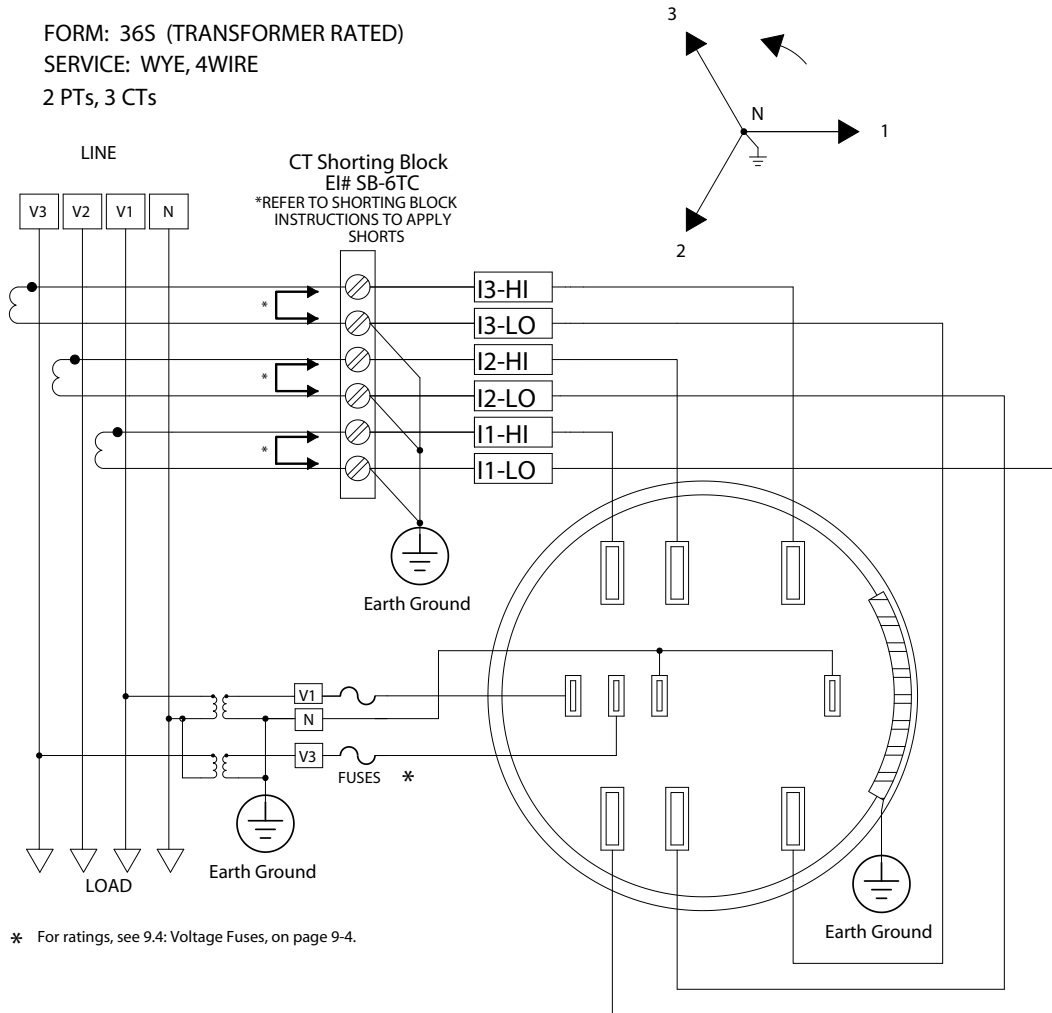 FORM: 36S (TRANSFORMER RATED)
SERVICE: WYE, 4WIRE
2 PTs, 3 CTs
3
N
1
2
LINE
V3
V2
V1
N
CT Shorting Block
EI# SB-6TC
*REFER TO SHORTING BLOCK
INSTRUCTIONS TO APPLY
SHORTS
*
*
*
I3-HI
I3-LO
I2-HI
I2-LO
I1-HI
I1-LO
Earth Ground
V1
N
V3
FUSES *
Earth Ground
LOAD
Earth Ground
* For ratings, see 9.4: Voltage Fuses, on page 9-4.